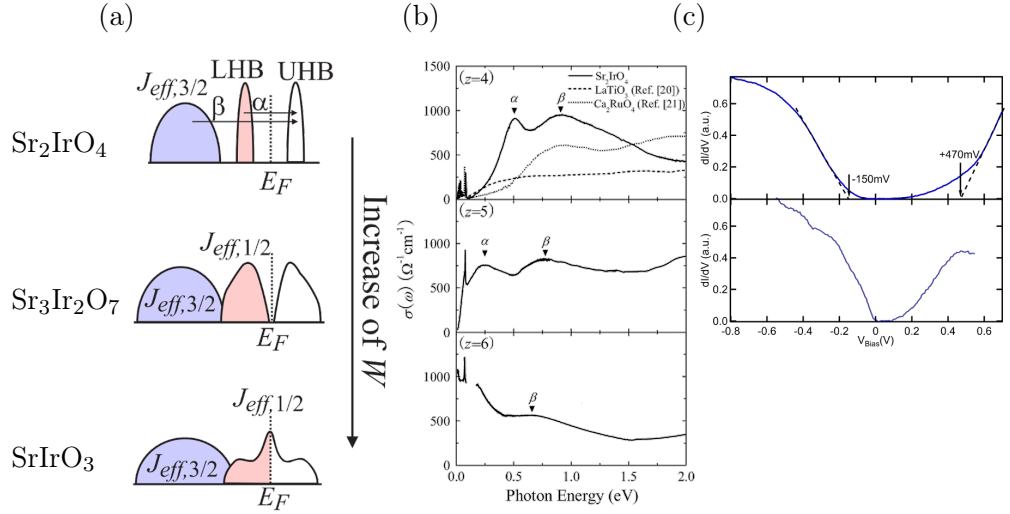 (a)
(b)
(c)
LHB UHB
J_eff,3/2
β
α
Sr₂IrO₄
E_F
Increase of W
J_eff,1/2
J_eff,3/2
Sr₃Ir₂O₇
E_F
J_eff,1/2
J_eff,3/2
SrIrO₃
E_F
1500
1000
500
0
(z=4)
Sr₂IrO₄
LaTiO₃ (Ref. [20])
Ca₂RuO₄ (Ref. [21])
α
β
1000
500
0
(z=5)
α
β
σ(ω) (Ω⁻¹cm⁻¹)
1000
500
0
(z=6)
β
0.0 0.5 1.0 1.5 2.0
Photon Energy (eV)
0.6
0.4
0.2
0.0
dI/dV (a.u.)
-150mV
+470mV
0.6
0.4
0.2
0.0
dI/dV (a.u.)
-0.8 -0.6 -0.4 -0.2 0 0.2 0.4 0.6
V_Bias(V)